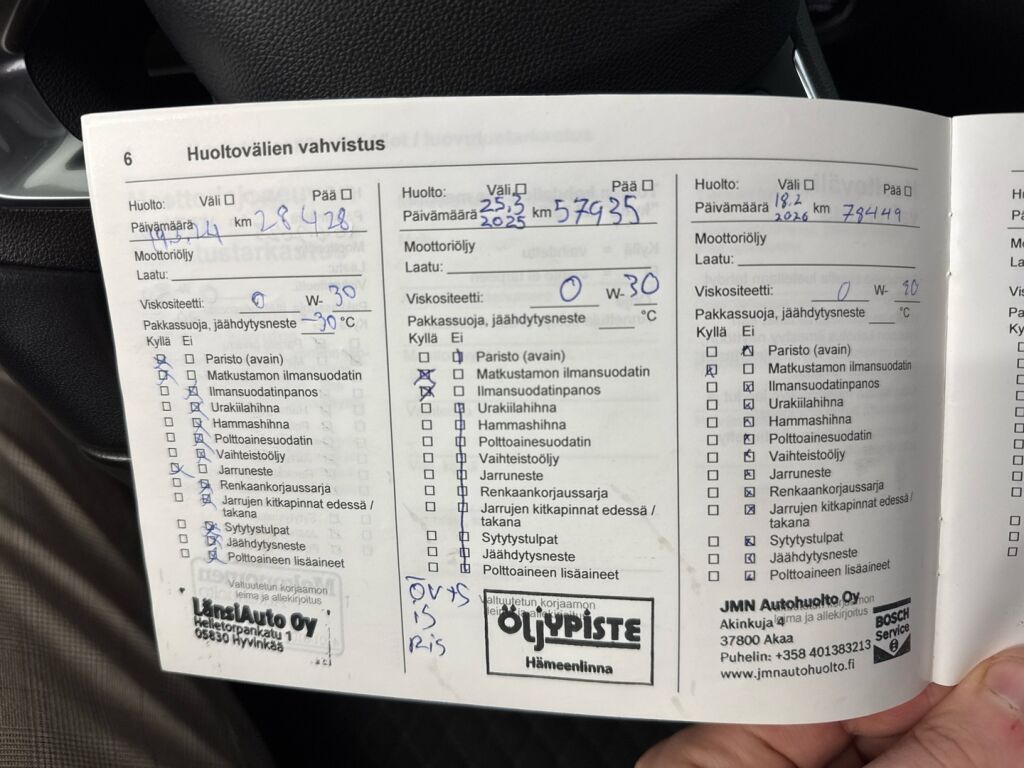 6 Huoltovälien vahvistus
Huolto: Väli Pää
Päivämäärä km 28.428
Moottoriöljy
Laatu:
Viskositeetti: 0 W- 30
Pakkassuoja, jäähdytysneste -30 °C
Kyllä Ei
Paristo (avain)
Matkustamon ilmansuodatin
Ilmansuodatinpanos
Urakiilahihna
Hammashihna
Polttoainesuodatin
Vaihteistoöljy
Jarruneste
Renkaankorjaussarja
Jarrujen kitkapinnat edessä /
takana
Sytytystulpat
Jäähdytysneste
Polttoaineen lisäaineet
Valtuutetun korjaamon
leima ja allekirjoitus
LänsiAuto Oy
Helletorpankatu 1
05830 Hyvinkää
Huolto: Väli Pää
Päivämäärä 25.3 2025 km 57935
Moottoriöljy
Laatu:
Viskositeetti: 0 W- 30
Pakkassuoja, jäähdytysneste °C
Kyllä Ei
Paristo (avain)
Matkustamon ilmansuodatin
Ilmansuodatinpanos
Urakiilahihna
Hammashihna
Polttoainesuodatin
Vaihteistoöljy
Jarruneste
Renkaankorjaussarja
Jarrujen kitkapinnat edessä /
takana
Sytytystulpat
Jäähdytysneste
Polttoaineen lisäaineet
ÖV+S
IS
RIS
Valtuutetun korjaamon
leima ja allekirjoitus
ÖLJYPISTE
Hämeenlinna
Huolto: Väli Pää
Päivämäärä 18.2 2026 km 78449
Moottoriöljy
Laatu:
Viskositeetti: 0 W-
Pakkassuoja, jäähdytysneste °C
Kyllä Ei
Paristo (avain)
Matkustamon ilmansuodatin
Ilmansuodatinpanos
Urakiilahihna
Hammashihna
Polttoainesuodatin
Vaihteistoöljy
Jarruneste
Renkaankorjaussarja
Jarrujen kitkapinnat edessä /
takana
Sytytystulpat
Jäähdytysneste
Polttoaineen lisäaineet
Valtuutetun korjaamon
leima ja allekirjoitus
JMN Autohuolto Oy
Akinkuja 4
37800 Akaa
Puhelin: +358 401383213
www.jmnautohuolto.fi
BOSCH
Service